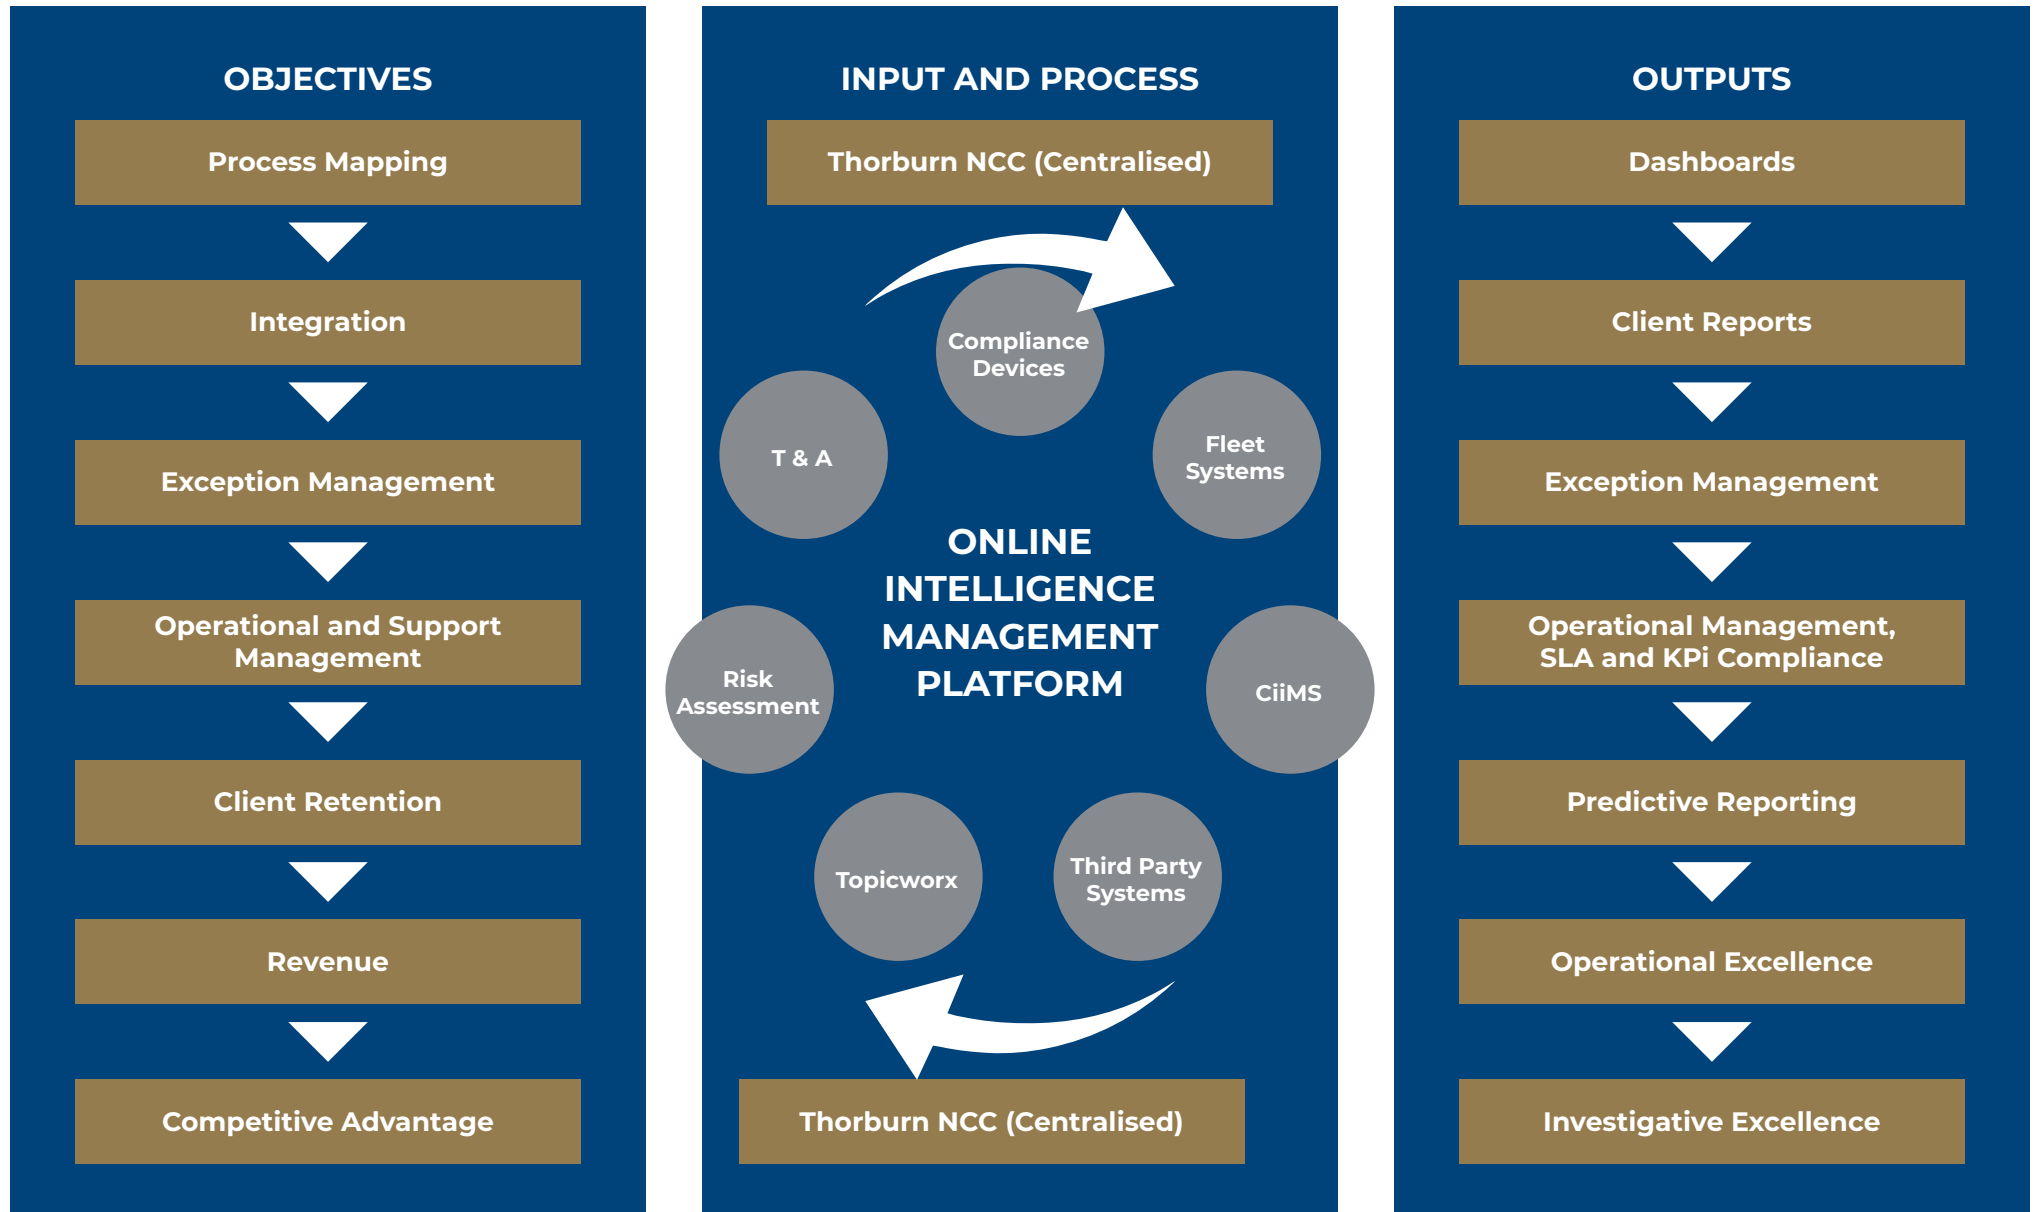 OBJECTIVES
Process Mapping
Integration
Exception Management
Operational and Support
Management
Client Retention
Revenue
Competitive Advantage
INPUT AND PROCESS
Thorburn NCC (Centralised)
Compliance
Devices
T & A
Fleet
Systems
ONLINE
INTELLIGENCE
MANAGEMENT
PLATFORM
Risk
Assessment
CiiMS
Topicworx
Third Party
Systems
Thorburn NCC (Centralised)
OUTPUTS
Dashboards
Client Reports
Exception Management
Operational Management,
SLA and KPi Compliance
Predictive Reporting
Operational Excellence
Investigative Excellence